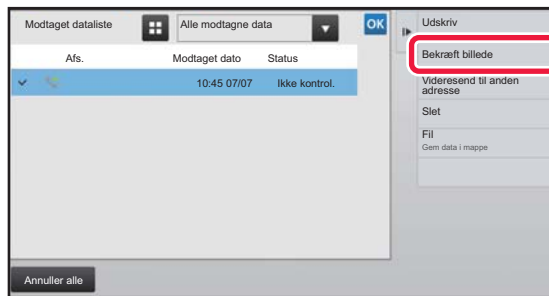 Modtaget dataliste
Alle modtagne data
OK
Afs.
Modtaget dato
Status
10:45 07/07
Ikke kontrol.
Annuller alle
Udskriv
Bekræft billede
Videresend til anden
adresse
Slet
Fil
Gem data i mappe